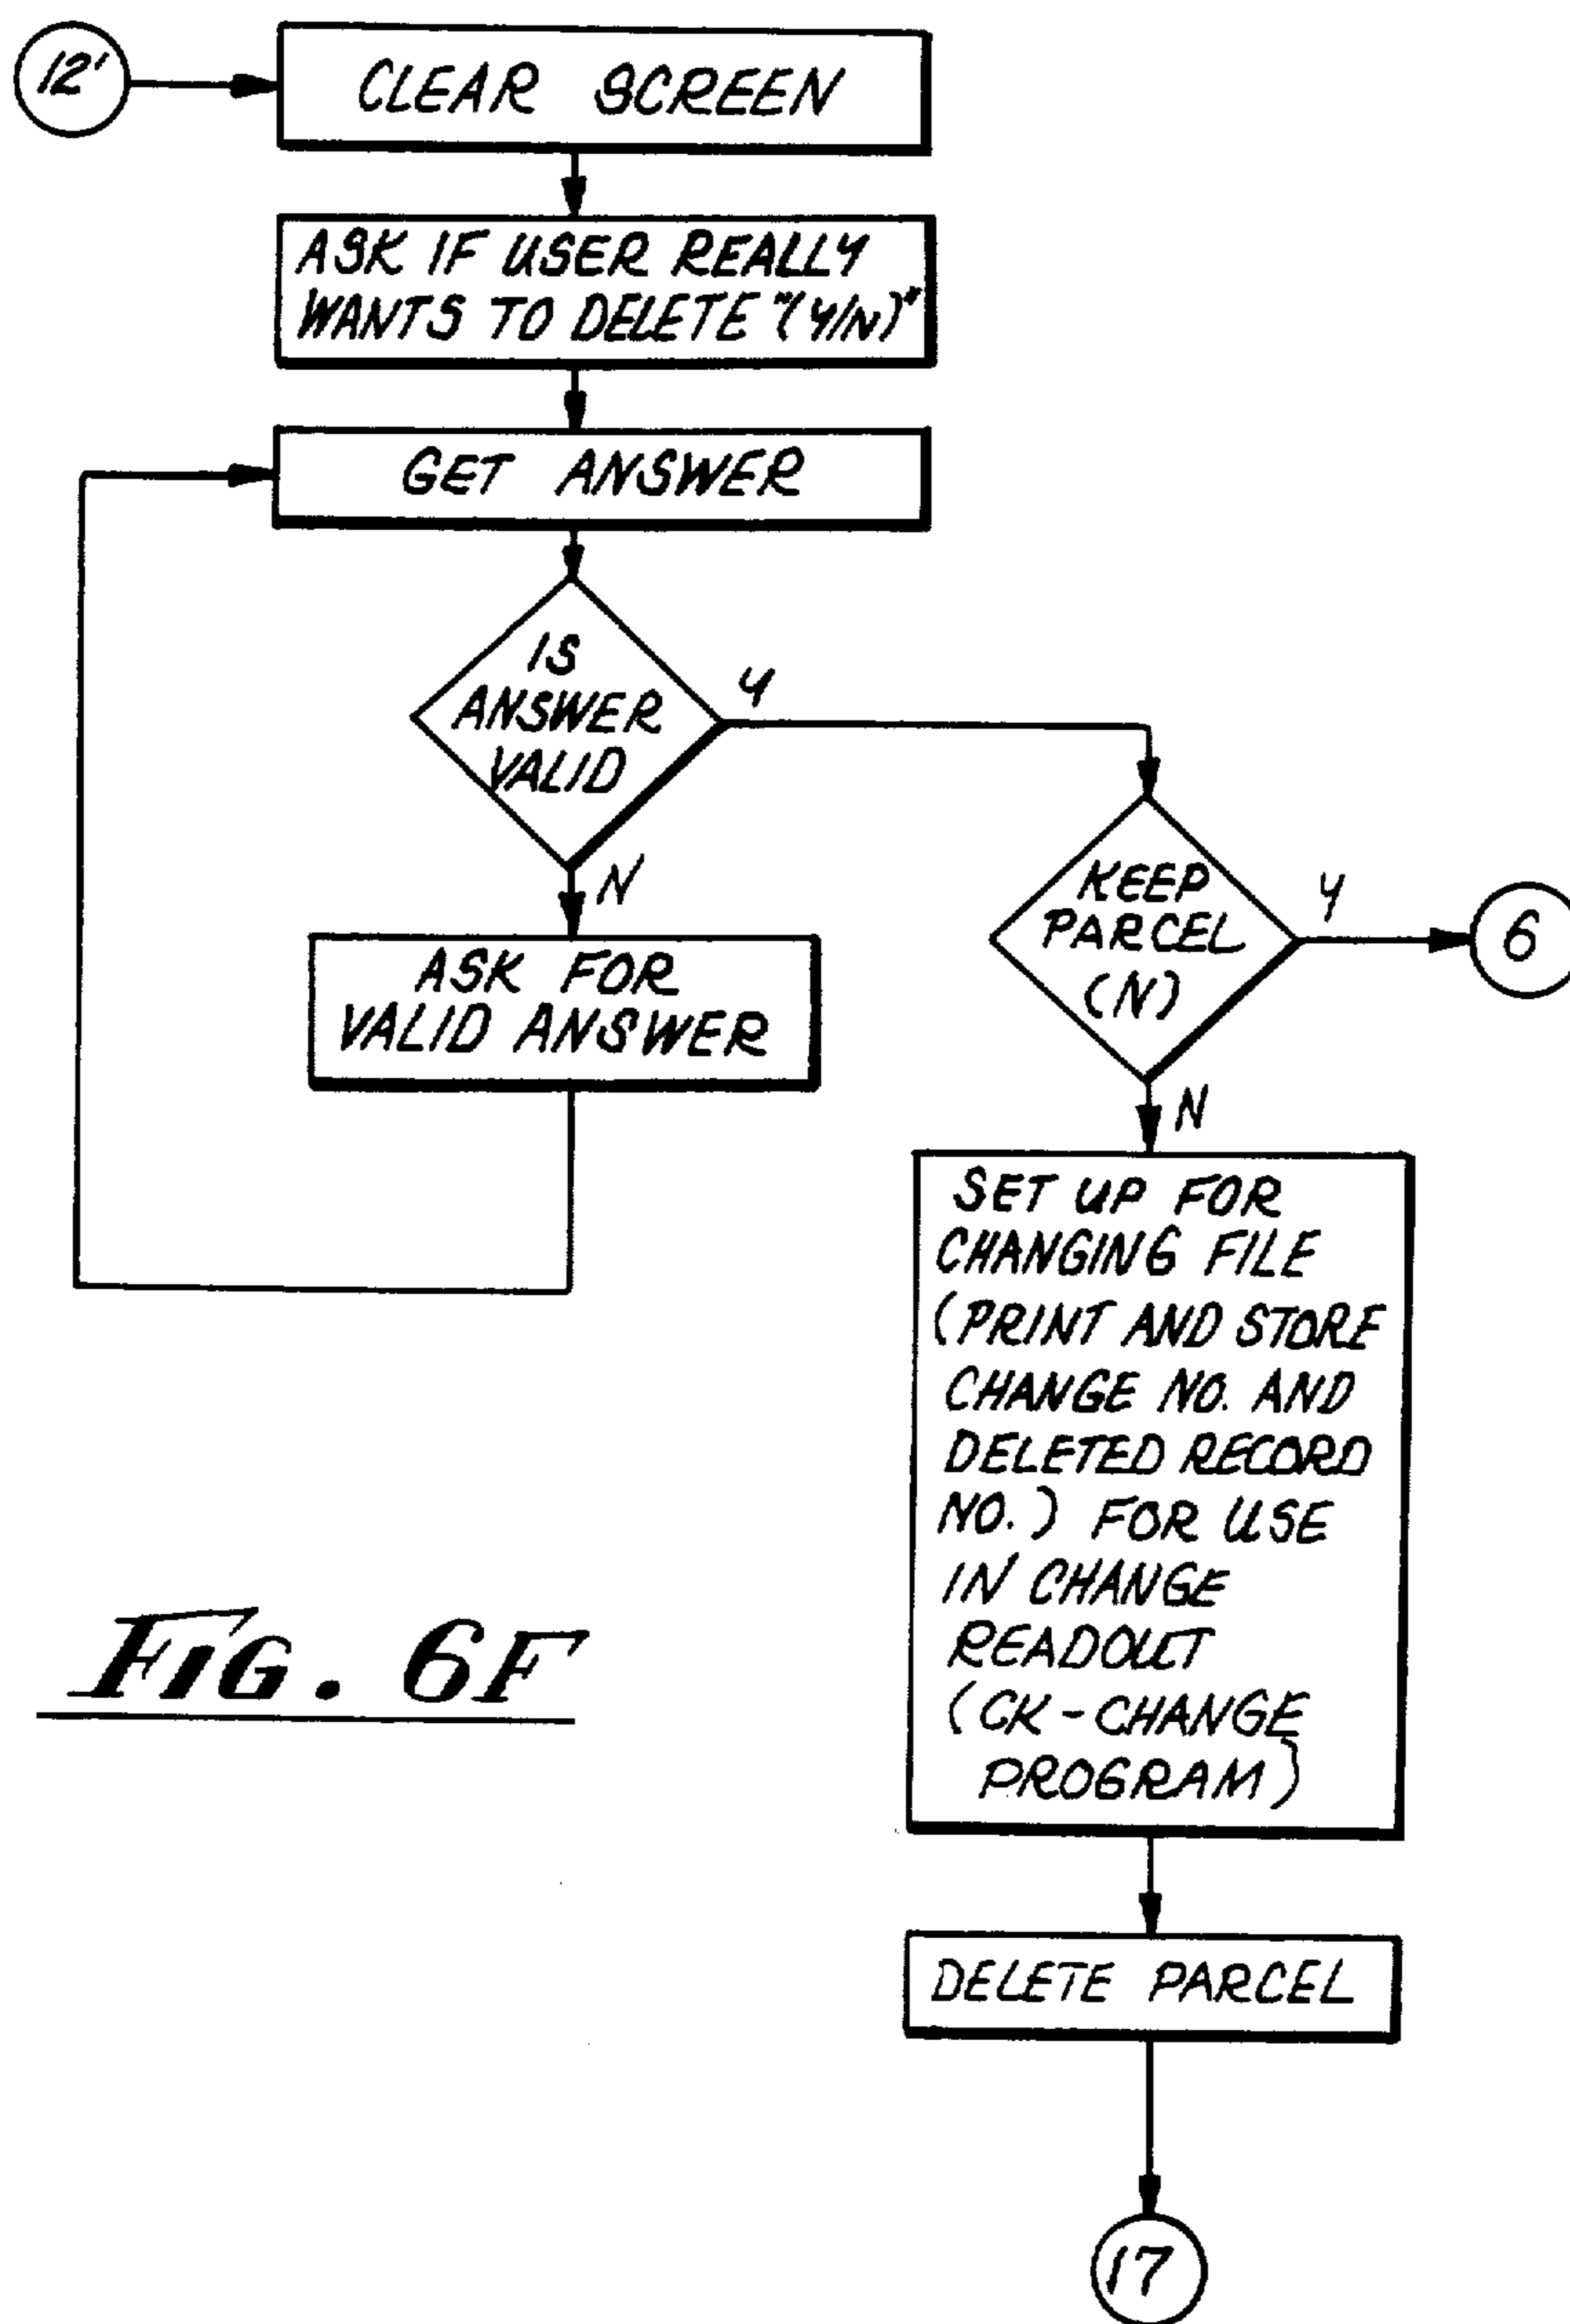 12'
CLEAR SCREEN
ASK IF USER REALLY
WANTS TO DELETE "(Y/N)"
GET ANSWER
IS
ANSWER
VALID
Y
N
ASK FOR
VALID ANSWER
KEEP
PARCEL
(N)
Y
6
N
SET UP FOR
CHANGING FILE
(PRINT AND STORE
CHANGE NO. AND
DELETED RECORD
NO.) FOR USE
IN CHANGE
READOUT
(CK-CHANGE
PROGRAM)
DELETE PARCEL
17
FIG. 6F